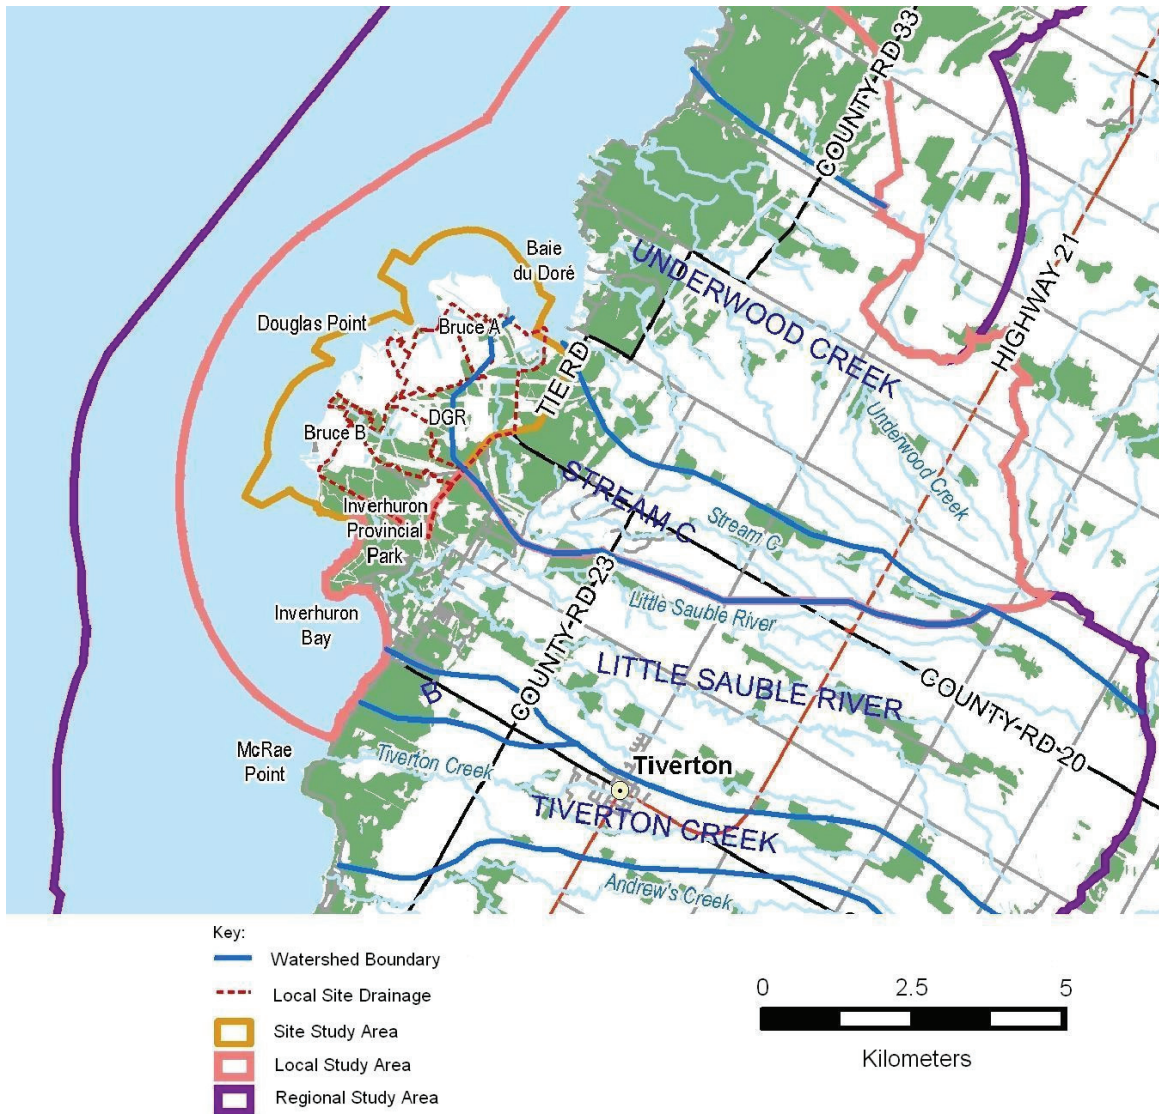 COUNTY-RD-33
Baie
du Doré
UNDERWOOD CREEK
HIGHWAY-21
Douglas Point
Bruce A
TIE RD
DGR
Bruce B
Underwood Creek
STREAM C
Stream C
Inverhuron
Provincial
Park
COUNTY-RD-23
Little Sauble River
Inverhuron
Bay
LITTLE SAUBLE RIVER
COUNTY-RD-20
B
McRae
Point
Tiverton Creek
Tiverton
TIVERTON CREEK
Andrew's Creek
Key:
Watershed Boundary
Local Site Drainage
Site Study Area
Local Study Area
Regional Study Area
0 2.5 5
Kilometers